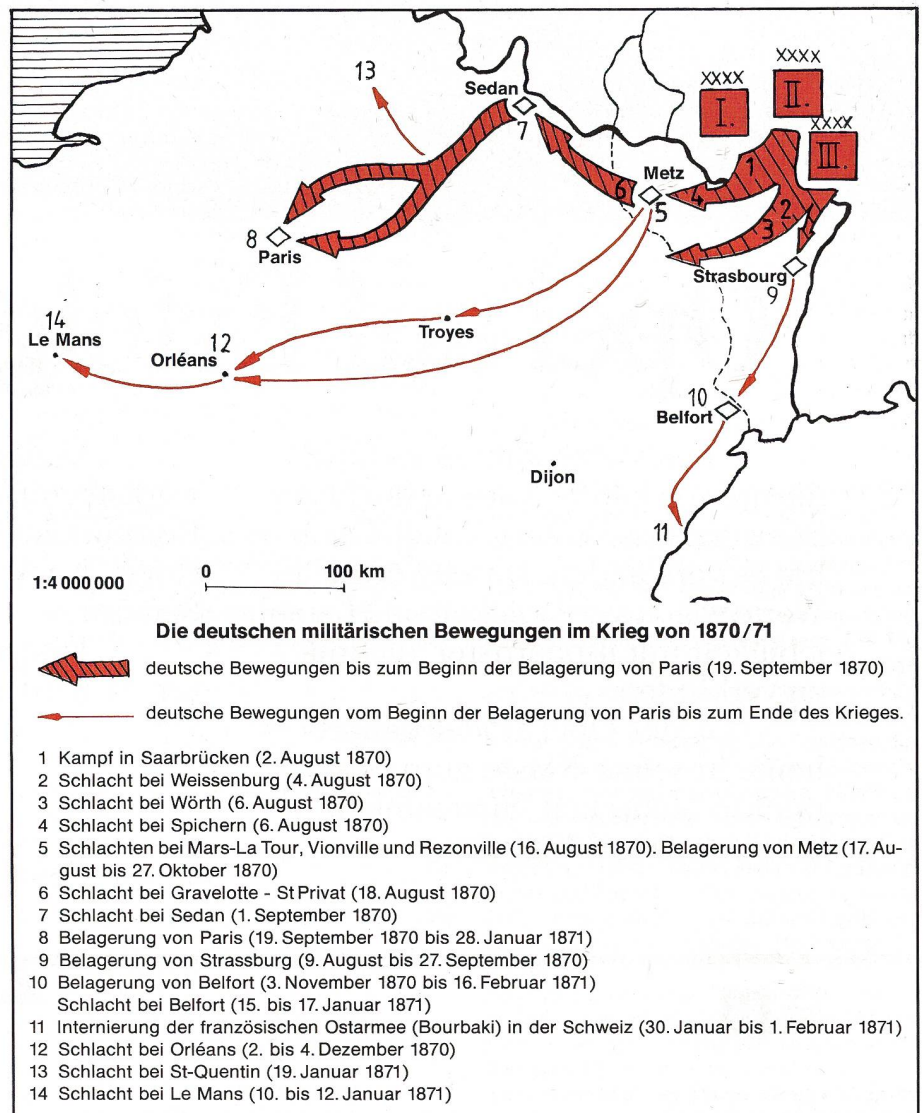 13
XXXX
XXXX
I.
II.
XXXX
III.
Sedan
7
Metz
5
6
4
1
2
3
8
Paris
Strasbourg
9
14
Le Mans
12
Orléans
Troyes
10
Belfort
Dijon
11
1:4 000 000
0 100 km
Die deutschen militärischen Bewegungen im Krieg von 1870/71
deutsche Bewegungen bis zum Beginn der Belagerung von Paris (19. September 1870)
deutsche Bewegungen vom Beginn der Belagerung von Paris bis zum Ende des Krieges.
1 Kampf in Saarbrücken (2. August 1870)
2 Schlacht bei Weissenburg (4. August 1870)
3 Schlacht bei Wörth (6. August 1870)
4 Schlacht bei Spichern (6. August 1870)
5 Schlachten bei Mars-La Tour, Vionville und Rezonville (16. August 1870). Belagerung von Metz (17. Au-
gust bis 27. Oktober 1870)
6 Schlacht bei Gravelotte - St Privat (18. August 1870)
7 Schlacht bei Sedan (1. September 1870)
8 Belagerung von Paris (19. September 1870 bis 28. Januar 1871)
9 Belagerung von Strassburg (9. August bis 27. September 1870)
10 Belagerung von Belfort (3. November 1870 bis 16. Februar 1871)
Schlacht bei Belfort (15. bis 17. Januar 1871)
11 Internierung der französischen Ostarmee (Bourbaki) in der Schweiz (30. Januar bis 1. Februar 1871)
12 Schlacht bei Orléans (2. bis 4. Dezember 1870)
13 Schlacht bei St-Quentin (19. Januar 1871)
14 Schlacht bei Le Mans (10. bis 12. Januar 1871)